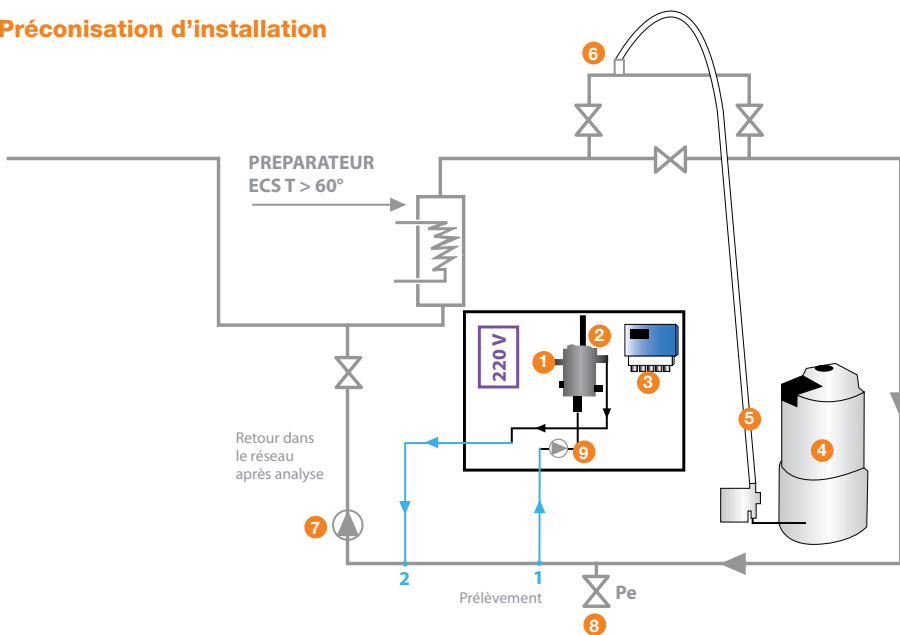 Préconisation d'installation
6
PREPARATEUR
ECS T > 60°
220 V
1
2
3
5
4
9
Retour dans
le réseau
après analyse
7
2
1
Prélèvement
Pe
8